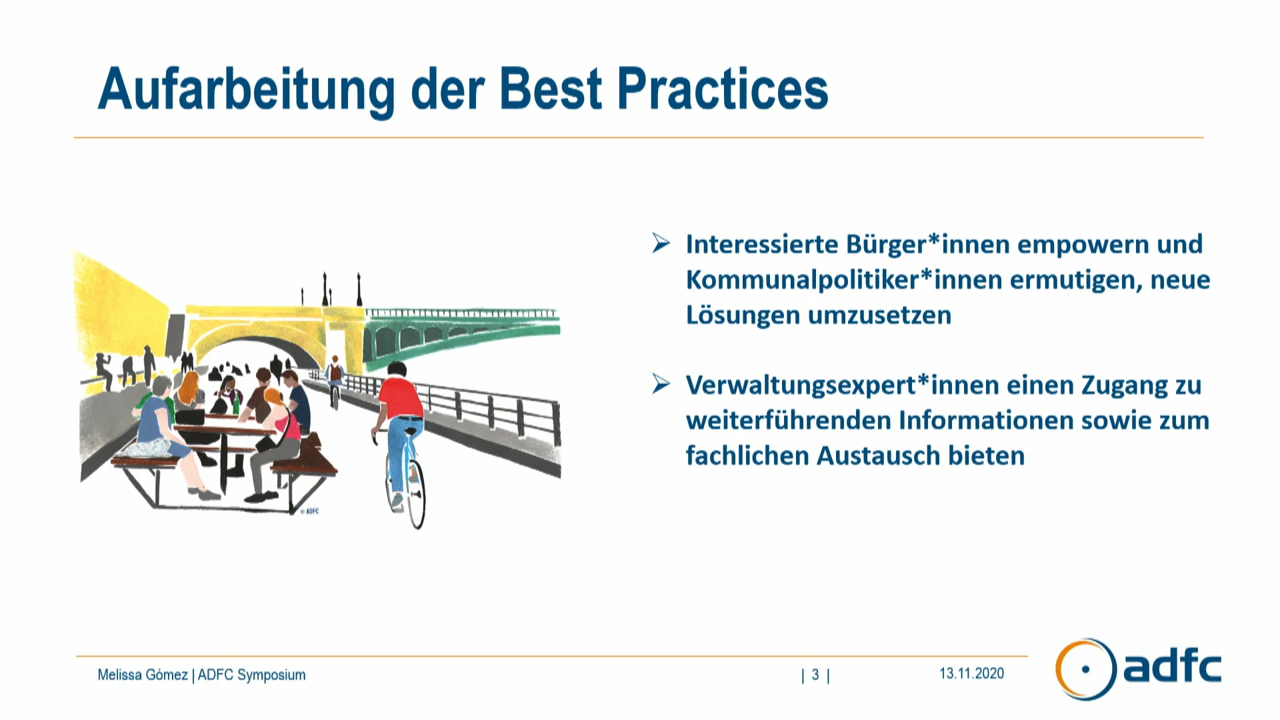 Aufarbeitung der Best Practices
➢ Interessierte Bürger*innen empowern und
Kommunalpolitiker*innen ermutigen, neue
Lösungen umzusetzen
➢ Verwaltungsexpert*innen einen Zugang zu
weiterführenden Informationen sowie zum
fachlichen Austausch bieten
© ADFC
Melissa Gómez | ADFC Symposium
| 3 |
13.11.2020
adfc